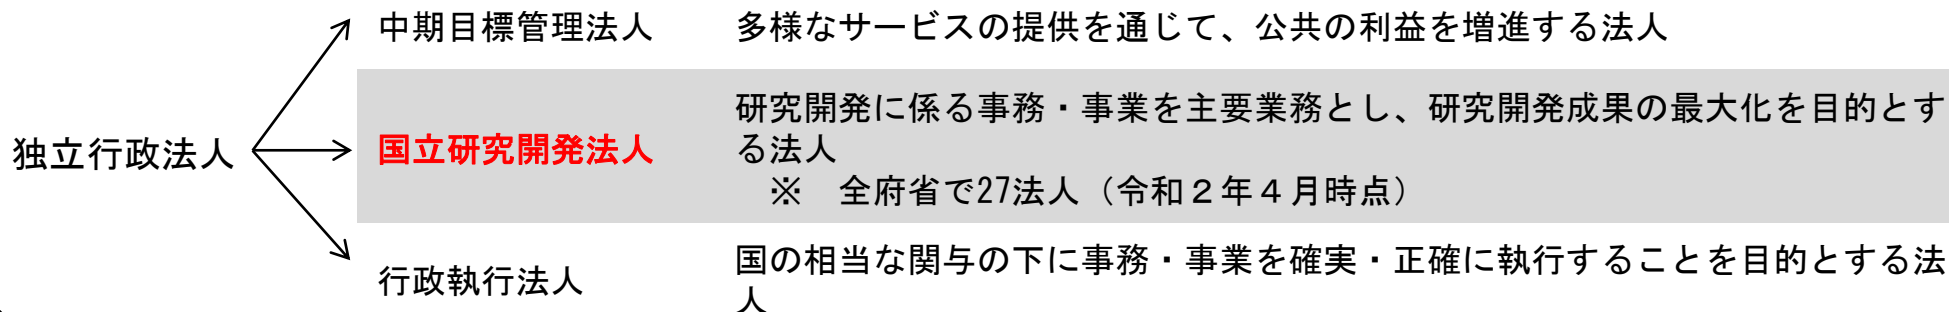 中期目標管理法人　多様なサービスの提供を通じて、公共の利益を増進する法人
研究開発に係る事務・事業を主要業務とし、研究開発成果の最大化を目的とす
独立行政法人　国立研究開発法人　る法人
※　全府省で27法人（令和２年４月時点）
国の相当な関与の下に事務・事業を確実・正確に執行することを目的とする法
行政執行法人
人